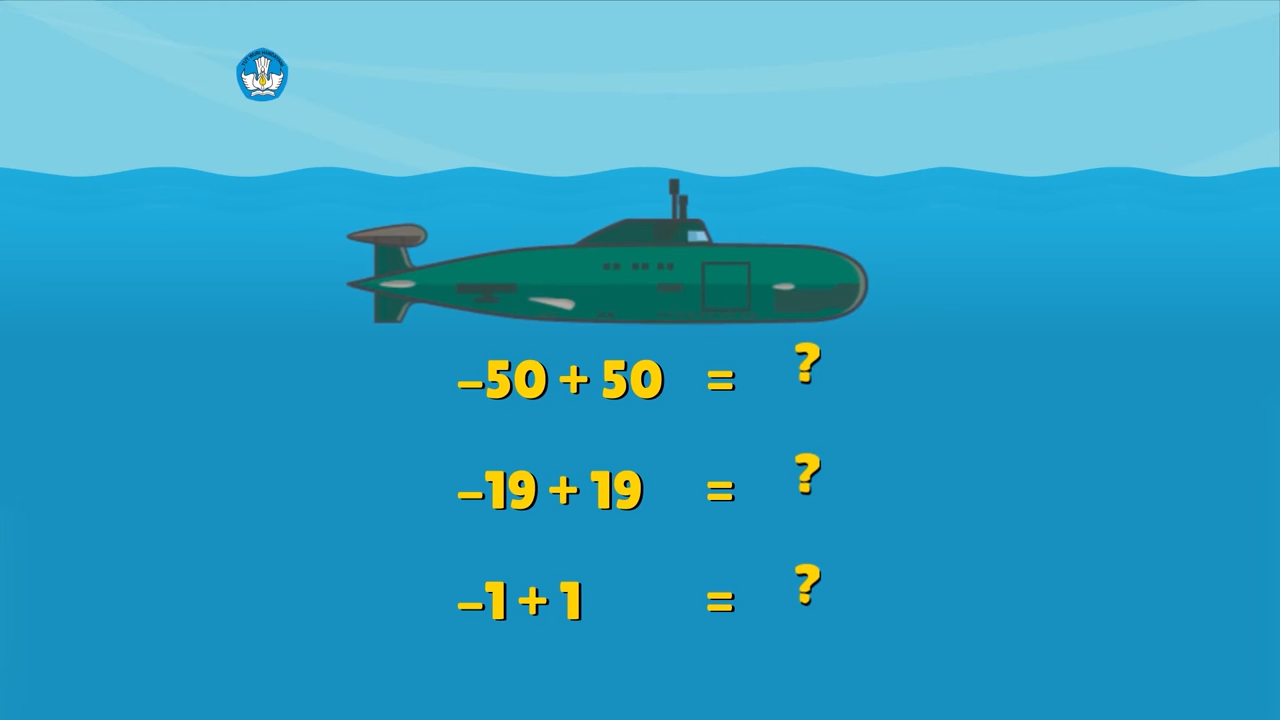 –50 + 50 = ?
–19 + 19 = ?
–1 + 1 = ?